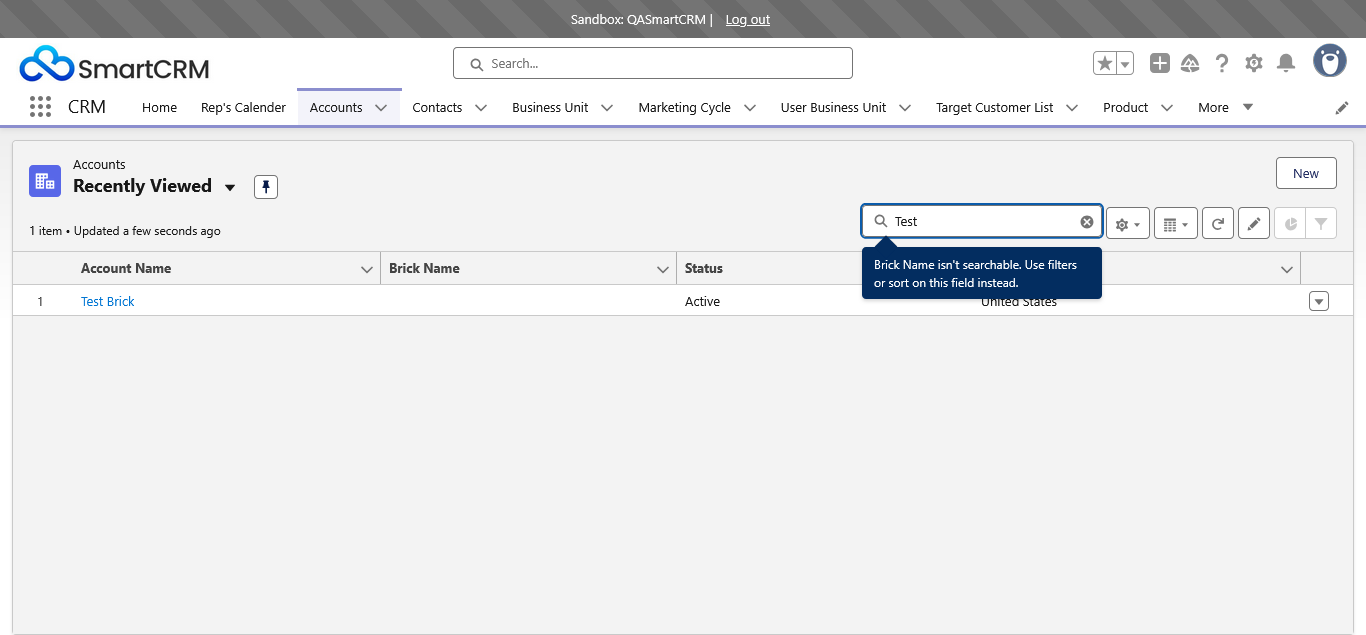 Sandbox: QASmartCRM | Log out
SmartCRM
Search...
CRM Home Rep's Calender Accounts Contacts Business Unit Marketing Cycle User Business Unit Target Customer List Product More
Accounts
Recently Viewed
New
1 item • Updated a few seconds ago
Test
Account Name Brick Name Status
Brick Name isn't searchable. Use filters
or sort on this field instead.
1 Test Brick Active United States